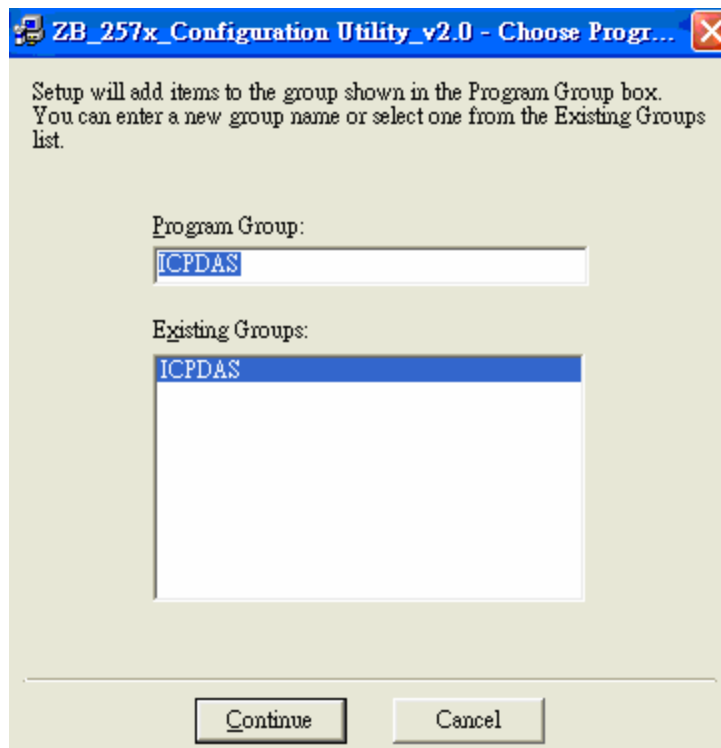 ZB_257x_Configuration Utility_v2.0 - Choose Progr...
Setup will add items to the group shown in the Program Group box.
You can enter a new group name or select one from the Existing Groups
list.
Program Group:
ICPDAS
Existing Groups:
ICPDAS
Continue
Cancel